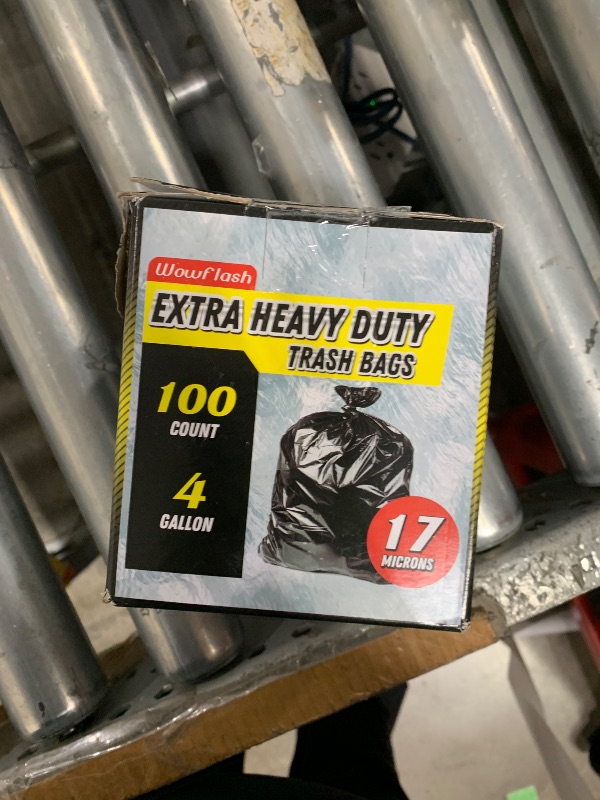 Wowflash
EXTRA HEAVY DUTY
TRASH BAGS
100
COUNT
4
GALLON
17
MICRONS